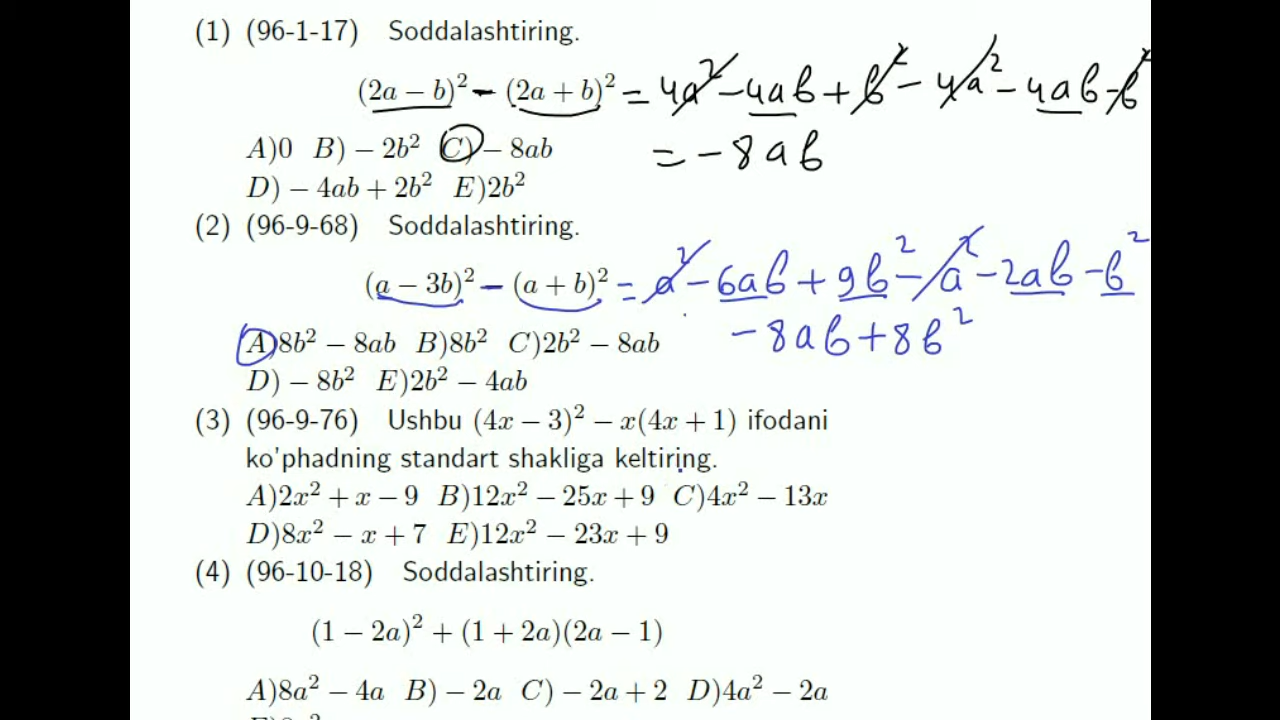 (1) (96-1-17) Soddalashtiring.
(2a − b)² − (2a + b)² = 4a² − 4ab + b² − 4a² − 4ab − b²
A)0 B) − 2b² C) − 8ab = − 8ab
D) − 4ab + 2b² E)2b²
(2) (96-9-68) Soddalashtiring.
(a − 3b)² − (a + b)² = a² − 6ab + 9b² − a² − 2ab − b²
A)8b² − 8ab B)8b² C)2b² − 8ab − 8ab + 8b²
D) − 8b² E)2b² − 4ab
(3) (96-9-76) Ushbu (4x − 3)² − x(4x + 1) ifodani
ko'phadning standart shakliga keltiring.
A)2x² + x − 9 B)12x² − 25x + 9 C)4x² − 13x
D)8x² − x + 7 E)12x² − 23x + 9
(4) (96-10-18) Soddalashtiring.
(1 − 2a)² + (1 + 2a)(2a − 1)
A)8a² − 4a B) − 2a C) − 2a + 2 D)4a² − 2a